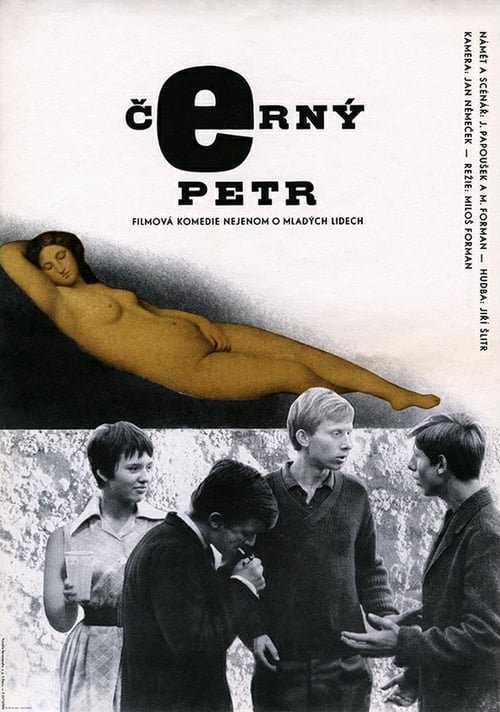 černý
PETR
FILMOVÁ KOMEDIE NEJENOM O MLADÝCH LIDECH
NÁMĚT A SCÉNÁŘ: J. PAPOUŠEK A M. FORMAN — HUDBA: JIŘÍ ŠLITR
KAMERA: JAN NĚMEČEK — REŽIE: MILOŠ FORMAN